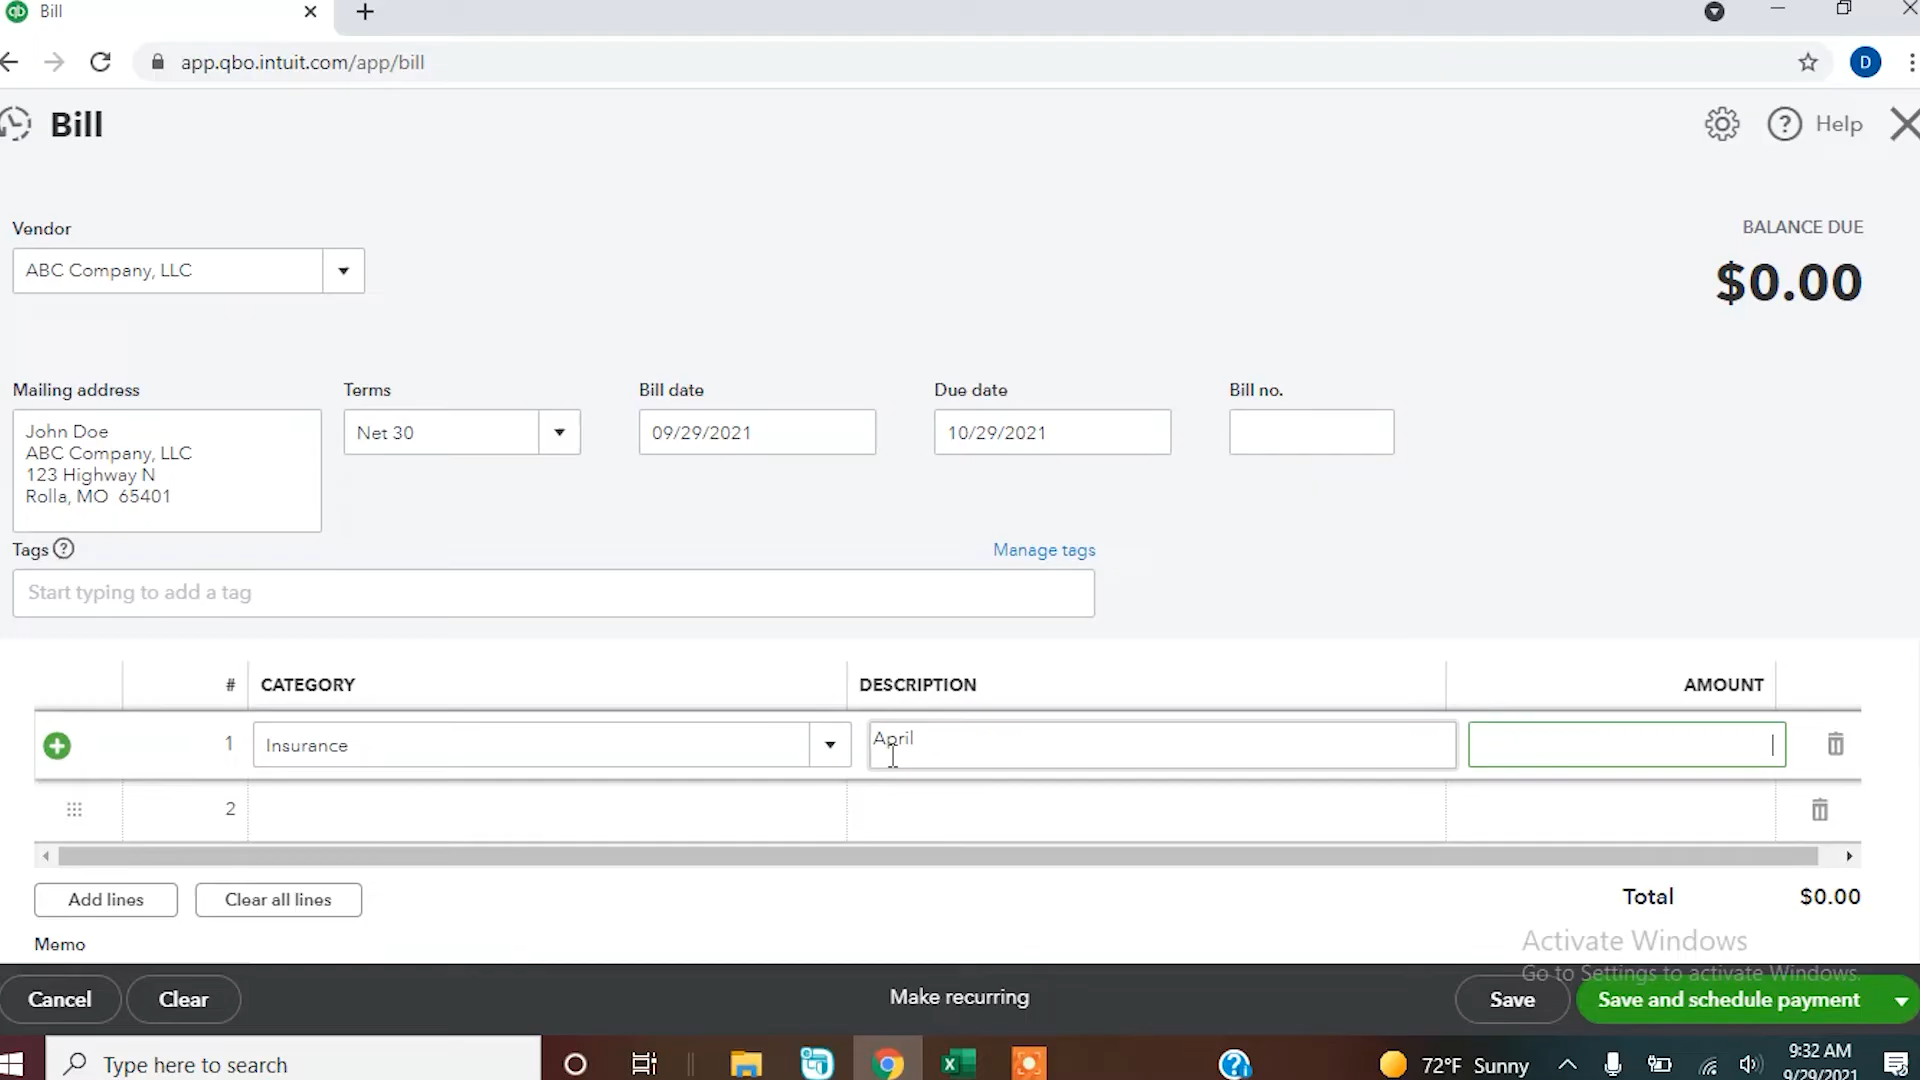 Bill
app.qbo.intuit.com/app/bill
D
Bill
Help
Vendor
BALANCE DUE
ABC Company, LLC
$0.00
Mailing address
Terms
Bill date
Due date
Bill no.
John Doe
ABC Company, LLC
123 Highway N
Rolla, MO 65401
Net 30
09/29/2021
10/29/2021
Tags
Manage tags
Start typing to add a tag
# CATEGORY DESCRIPTION AMOUNT
1 Insurance April
2
Add lines
Clear all lines
Total $0.00
Memo
Activate Windows
Go to Settings to activate Windows.
Cancel
Clear
Make recurring
Save
Save and schedule payment
Type here to search
72°F Sunny
9:32 AM
9/29/2021